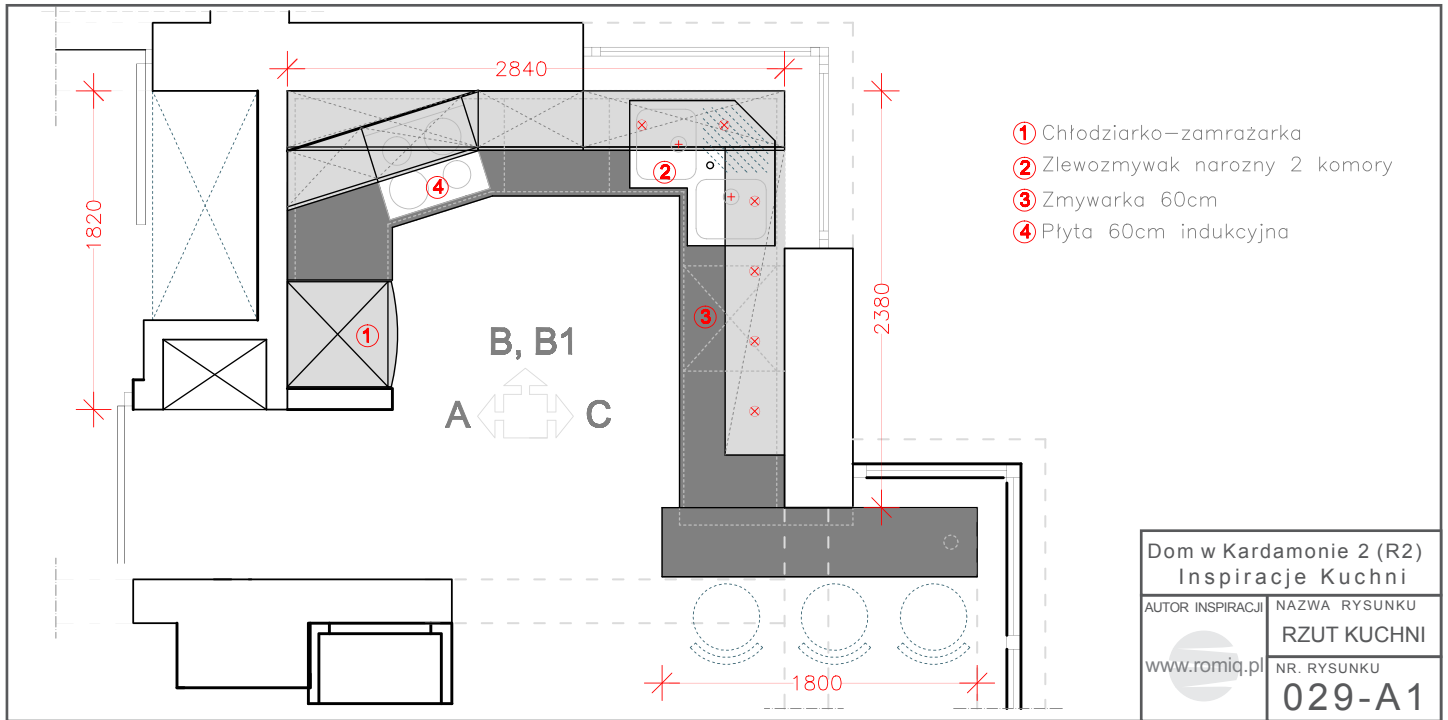 2840
1820
2380
1 Chłodziarko-zamrażarka
2 Zlewozmywak narozny 2 komory
3 Zmywarka 60cm
4 Płyta 60cm indukcyjna
2
4
3
1
B, B1
A C
1800
Dom w Kardamonie 2 (R2)
Inspiracje Kuchni
AUTOR INSPIRACJI
www.romiq.pl
NAZWA RYSUNKU
RZUT KUCHNI
NR. RYSUNKU
029-A1